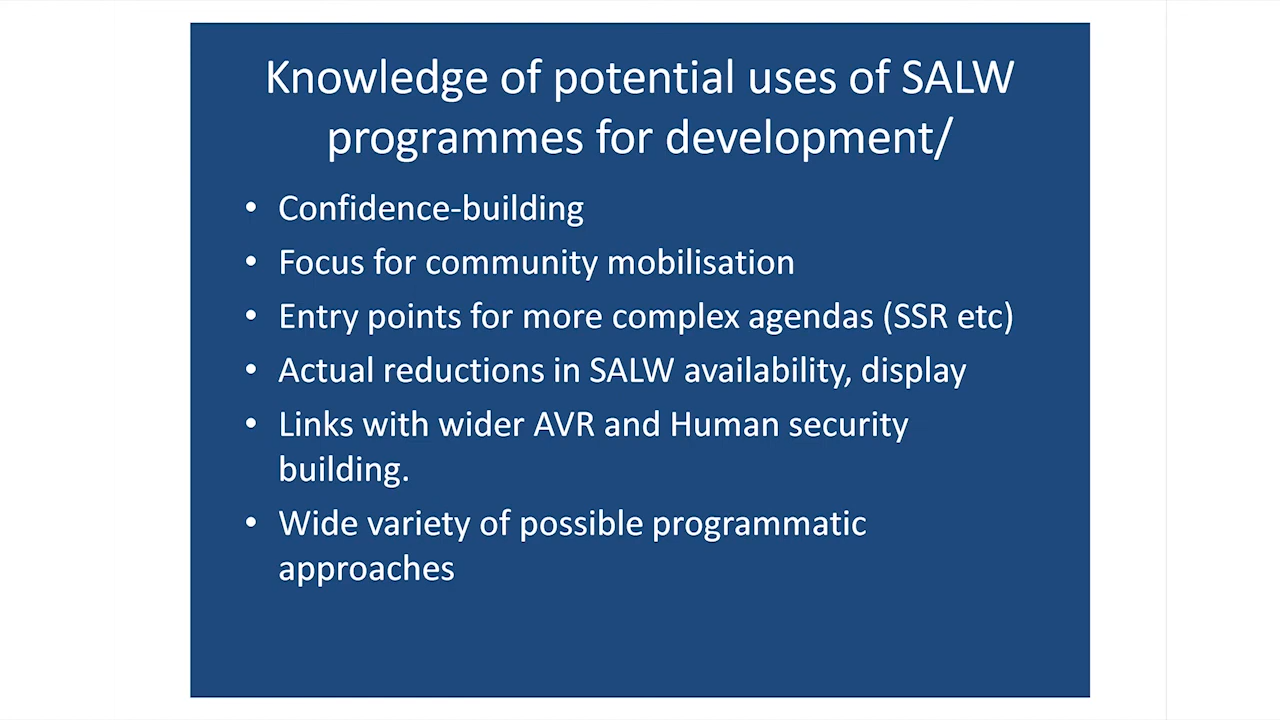 Knowledge of potential uses of SALW
programmes for development/
• Confidence-building
• Focus for community mobilisation
• Entry points for more complex agendas (SSR etc)
• Actual reductions in SALW availability, display
• Links with wider AVR and Human security
building.
• Wide variety of possible programmatic
approaches